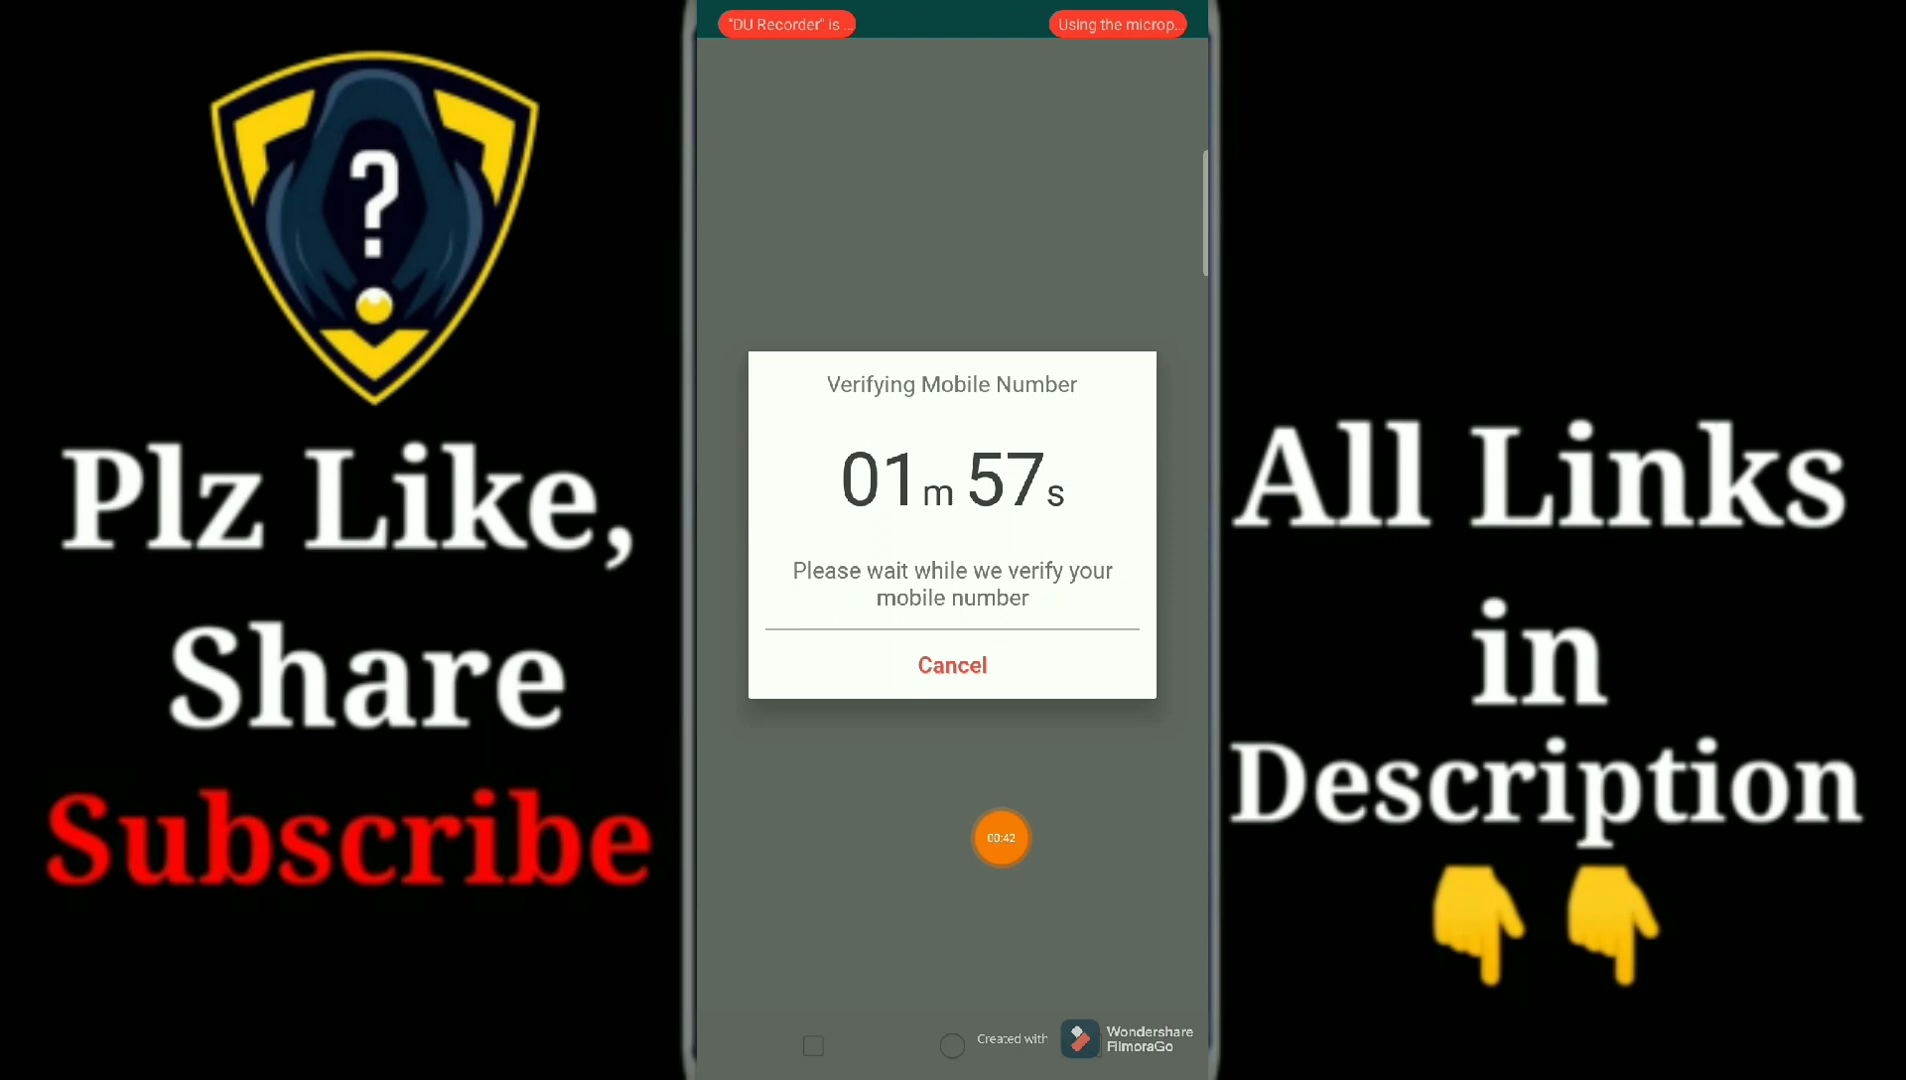 "DU Recorder" is ...
Using the microp...
?
Plz Like,
Share
Subscribe
Verifying Mobile Number
01m 57s
Please wait while we verify your
mobile number
Cancel
00:42
Created with
Wondershare
FilmoraGo
All Links
in
Description